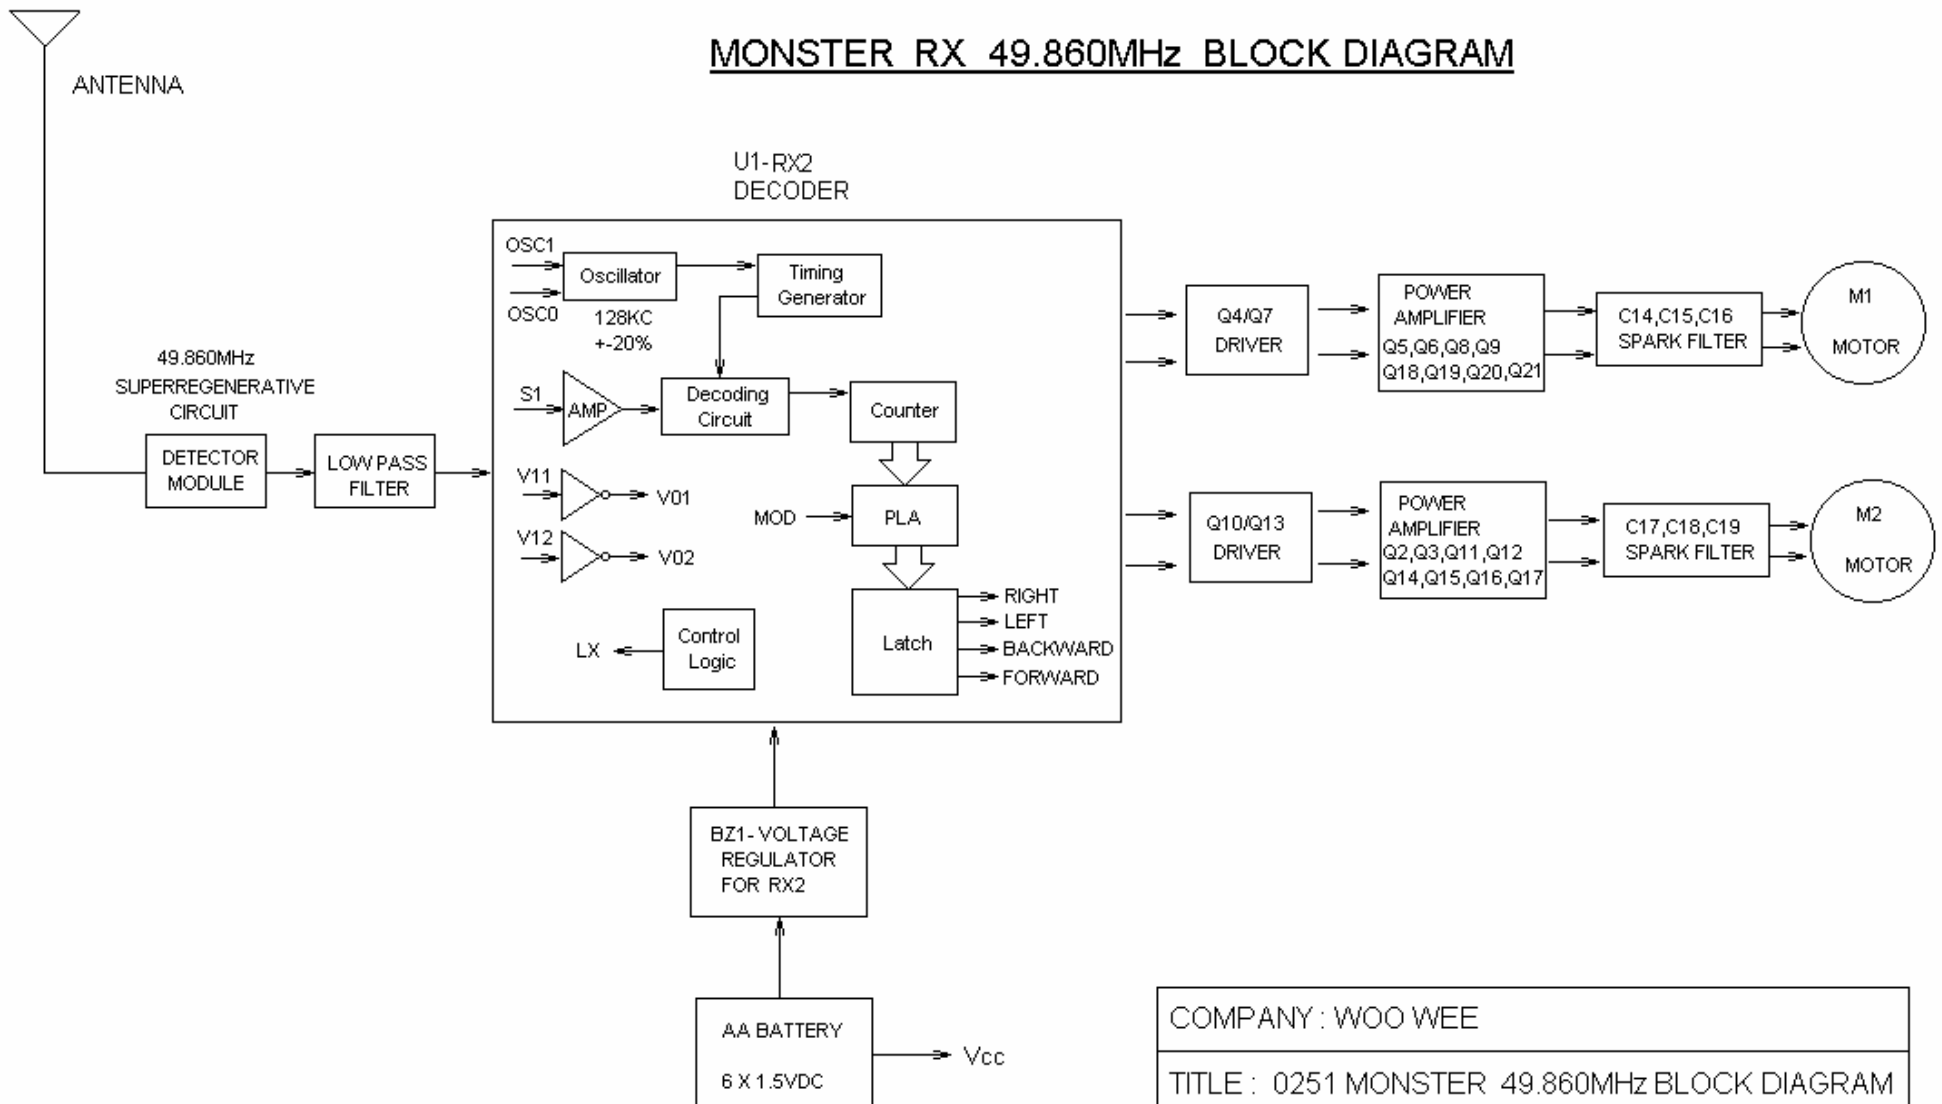 MONSTER RX 49.860MHz BLOCK DIAGRAM
ANTENNA
U1-RX2
DECODER
OSC1
OSC0
Oscillator
128KC
+-20%
Timing
Generator
49.860MHz
SUPERREGENERATIVE
CIRCUIT
DETECTOR
MODULE
LOW PASS
FILTER
S1
AMP
Decoding
Circuit
Counter
V11
V01
V12
V02
MOD
PLA
LX
Control
Logic
Latch
RIGHT
LEFT
BACKWARD
FORWARD
Q4/Q7
DRIVER
POWER
AMPLIFIER
Q5,Q6,Q8,Q9
Q18,Q19,Q20,Q21
C14,C15,C16
SPARK FILTER
M1
MOTOR
Q10/Q13
DRIVER
POWER
AMPLIFIER
Q2,Q3,Q11,Q12
Q14,Q15,Q16,Q17
C17,C18,C19
SPARK FILTER
M2
MOTOR
BZ1-VOLTAGE
REGULATOR
FOR RX2
AA BATTERY
6 X 1.5VDC
Vcc
COMPANY : WOO WEE
TITLE : 0251 MONSTER 49.860MHz BLOCK DIAGRAM